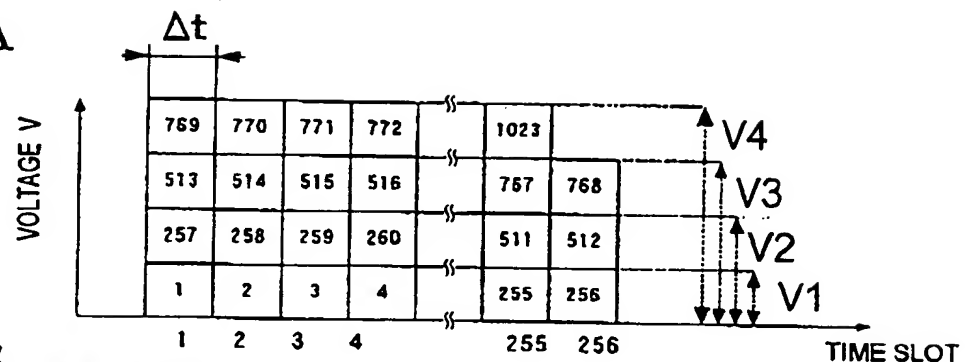 A
Δt
VOLTAGE V
769 770 771 772 1023
V4
513 514 515 516 767 768
V3
257 258 259 260 511 512
V2
1 2 3 4 255 256
V1
1 2 3 4 255 256
TIME SLOT